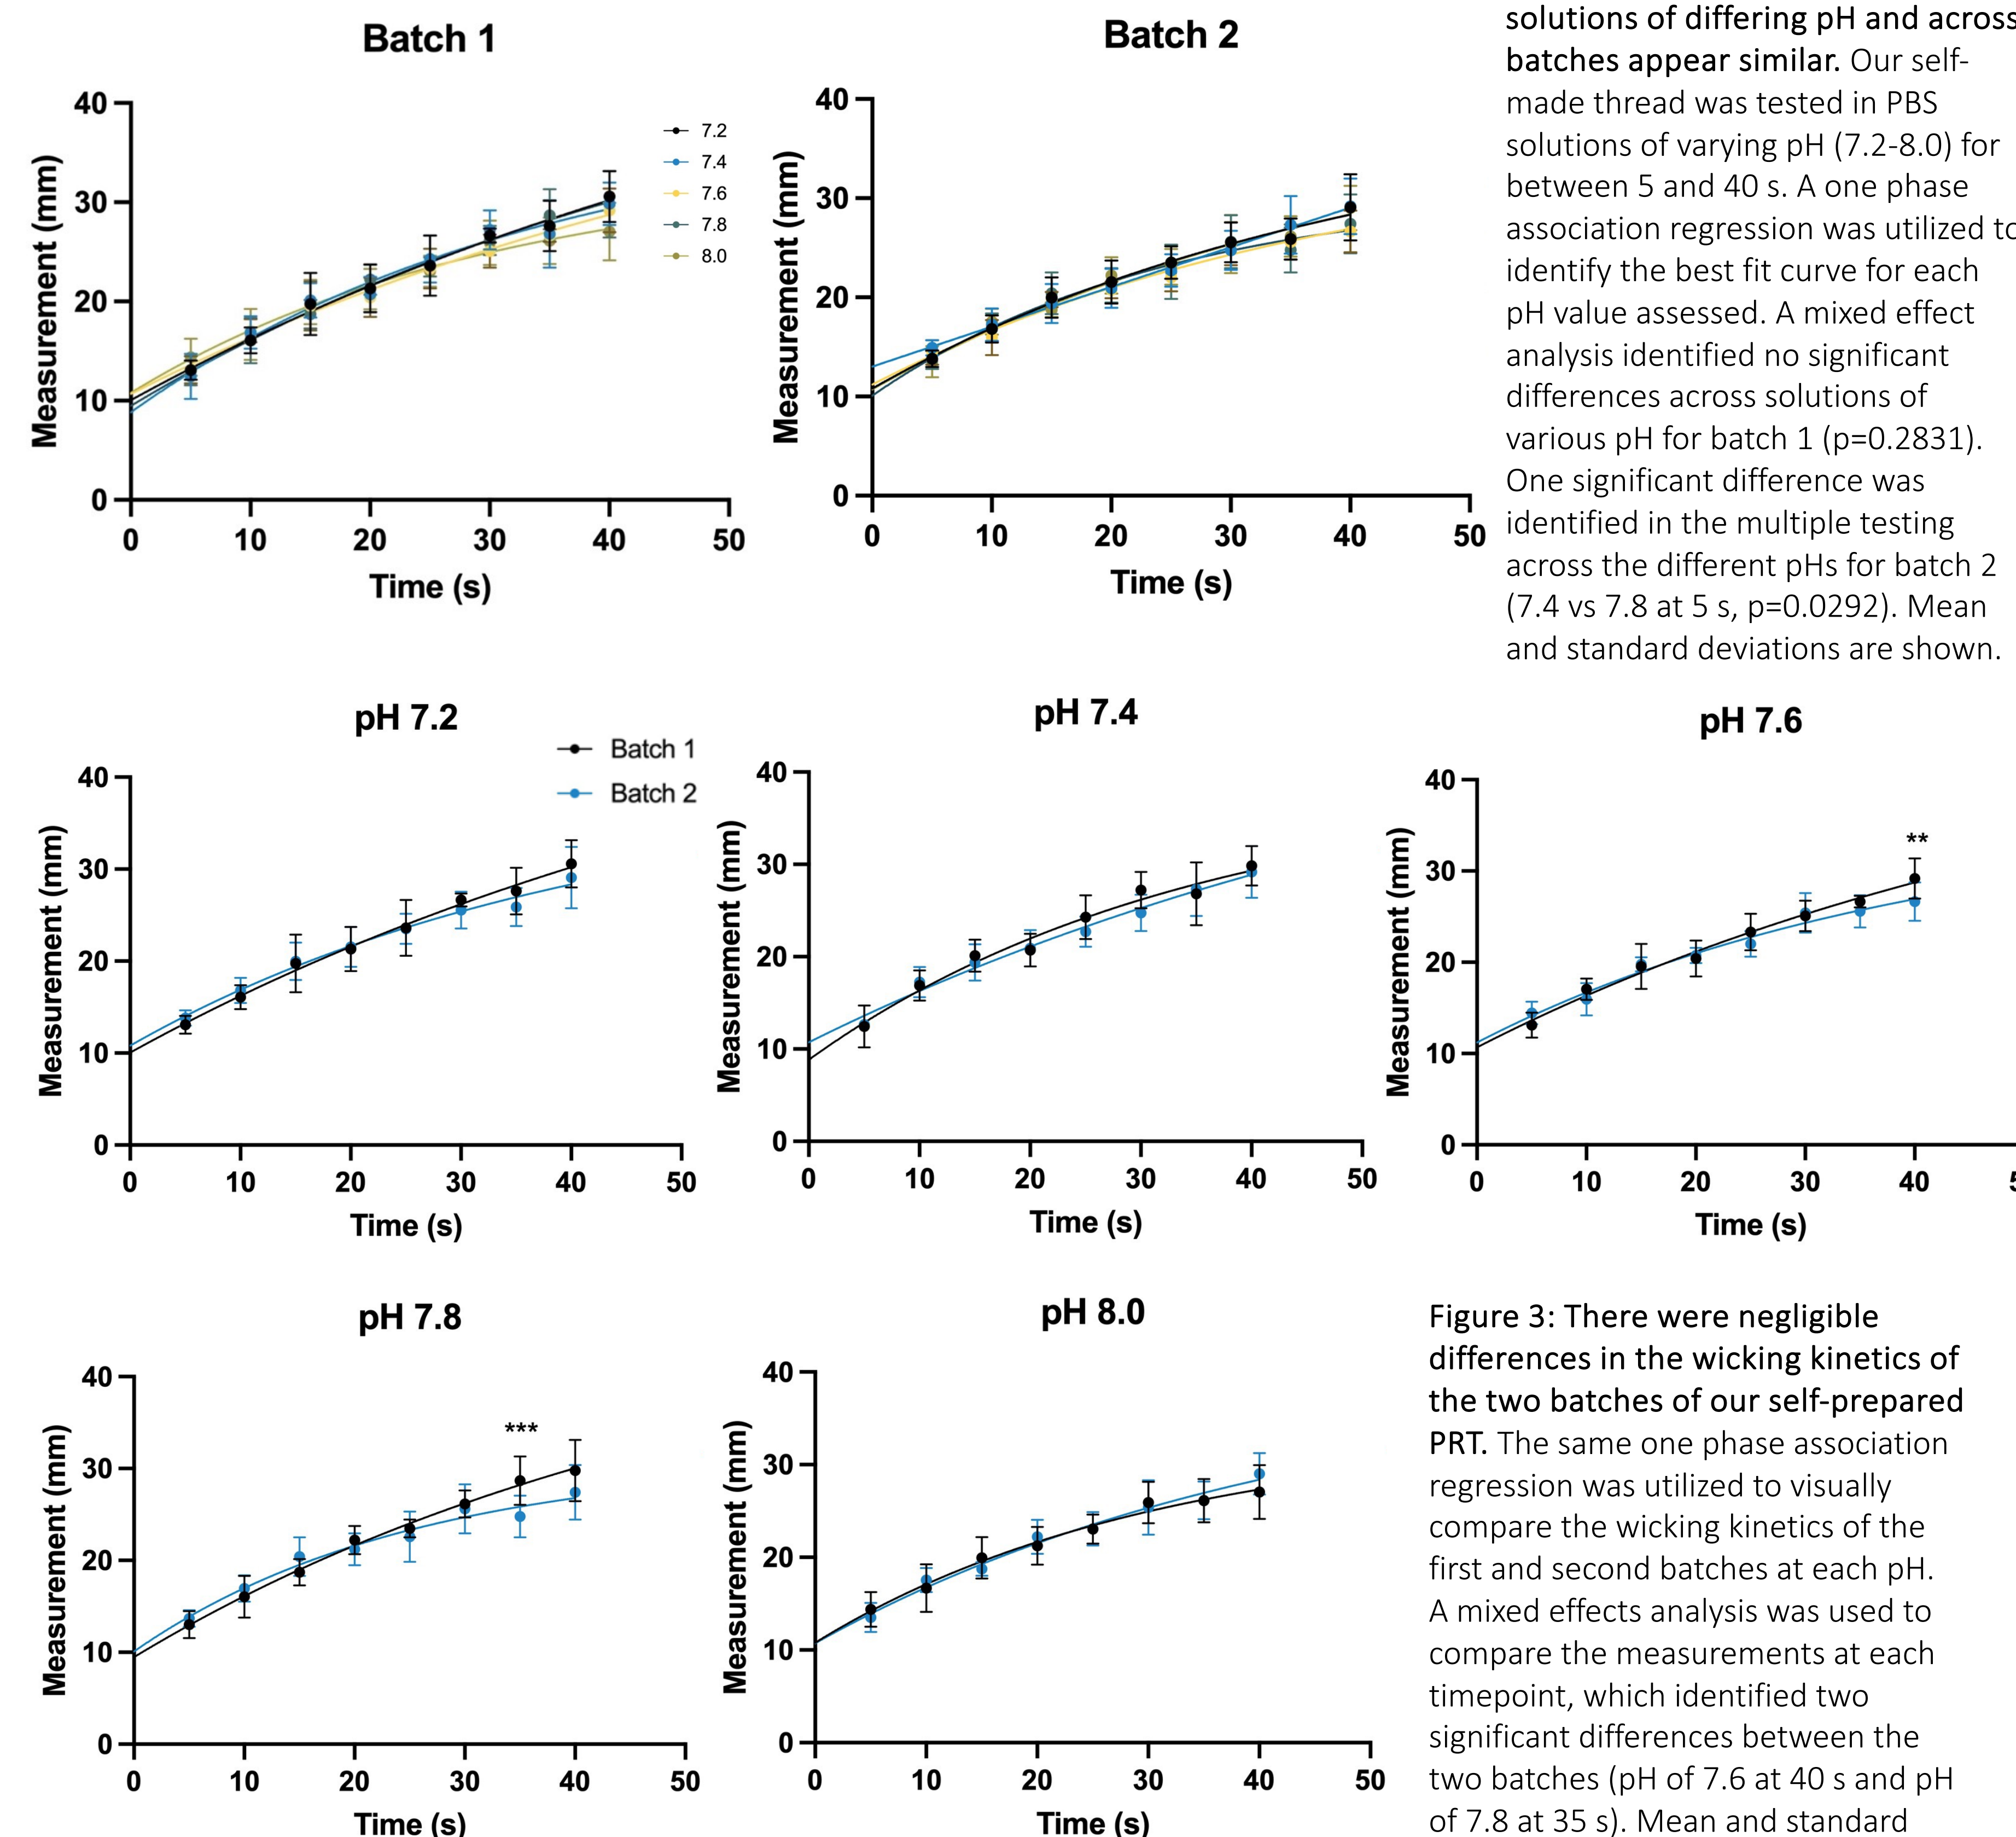 Batch 1
40
30
20
10
0
Measurement (mm)
0 10 20 30 40 50
Time (s)
7.2
7.4
7.6
7.8
8.0
Batch 2
40
30
20
10
0
Measurement (mm)
0 10 20 30 40 50
Time (s)
solutions of differing pH and across
batches appear similar. Our self-
made thread was tested in PBS
solutions of varying pH (7.2-8.0) for
between 5 and 40 s. A one phase
association regression was utilized to
identify the best fit curve for each
pH value assessed. A mixed effect
analysis identified no significant
differences across solutions of
various pH for batch 1 (p=0.2831).
One significant difference was
identified in the multiple testing
across the different pHs for batch 2
(7.4 vs 7.8 at 5 s, p=0.0292). Mean
and standard deviations are shown.
pH 7.2
Batch 1
Batch 2
40
30
20
10
0
Measurement (mm)
0 10 20 30 40 50
Time (s)
pH 7.4
40
30
20
10
0
Measurement (mm)
0 10 20 30 40 50
Time (s)
pH 7.6
**
40
30
20
10
0
Measurement (mm)
0 10 20 30 40
Time (s)
pH 7.8
***
40
30
20
10
0
Measurement (mm)
0 10 20 30 40 50
Time (s)
pH 8.0
40
30
20
10
0
Measurement (mm)
0 10 20 30 40 50
Time (s)
Figure 3: There were negligible
differences in the wicking kinetics of
the two batches of our self-prepared
PRT. The same one phase association
regression was utilized to visually
compare the wicking kinetics of the
first and second batches at each pH.
A mixed effects analysis was used to
compare the measurements at each
timepoint, which identified two
significant differences between the
two batches (pH of 7.6 at 40 s and pH
of 7.8 at 35 s). Mean and standard